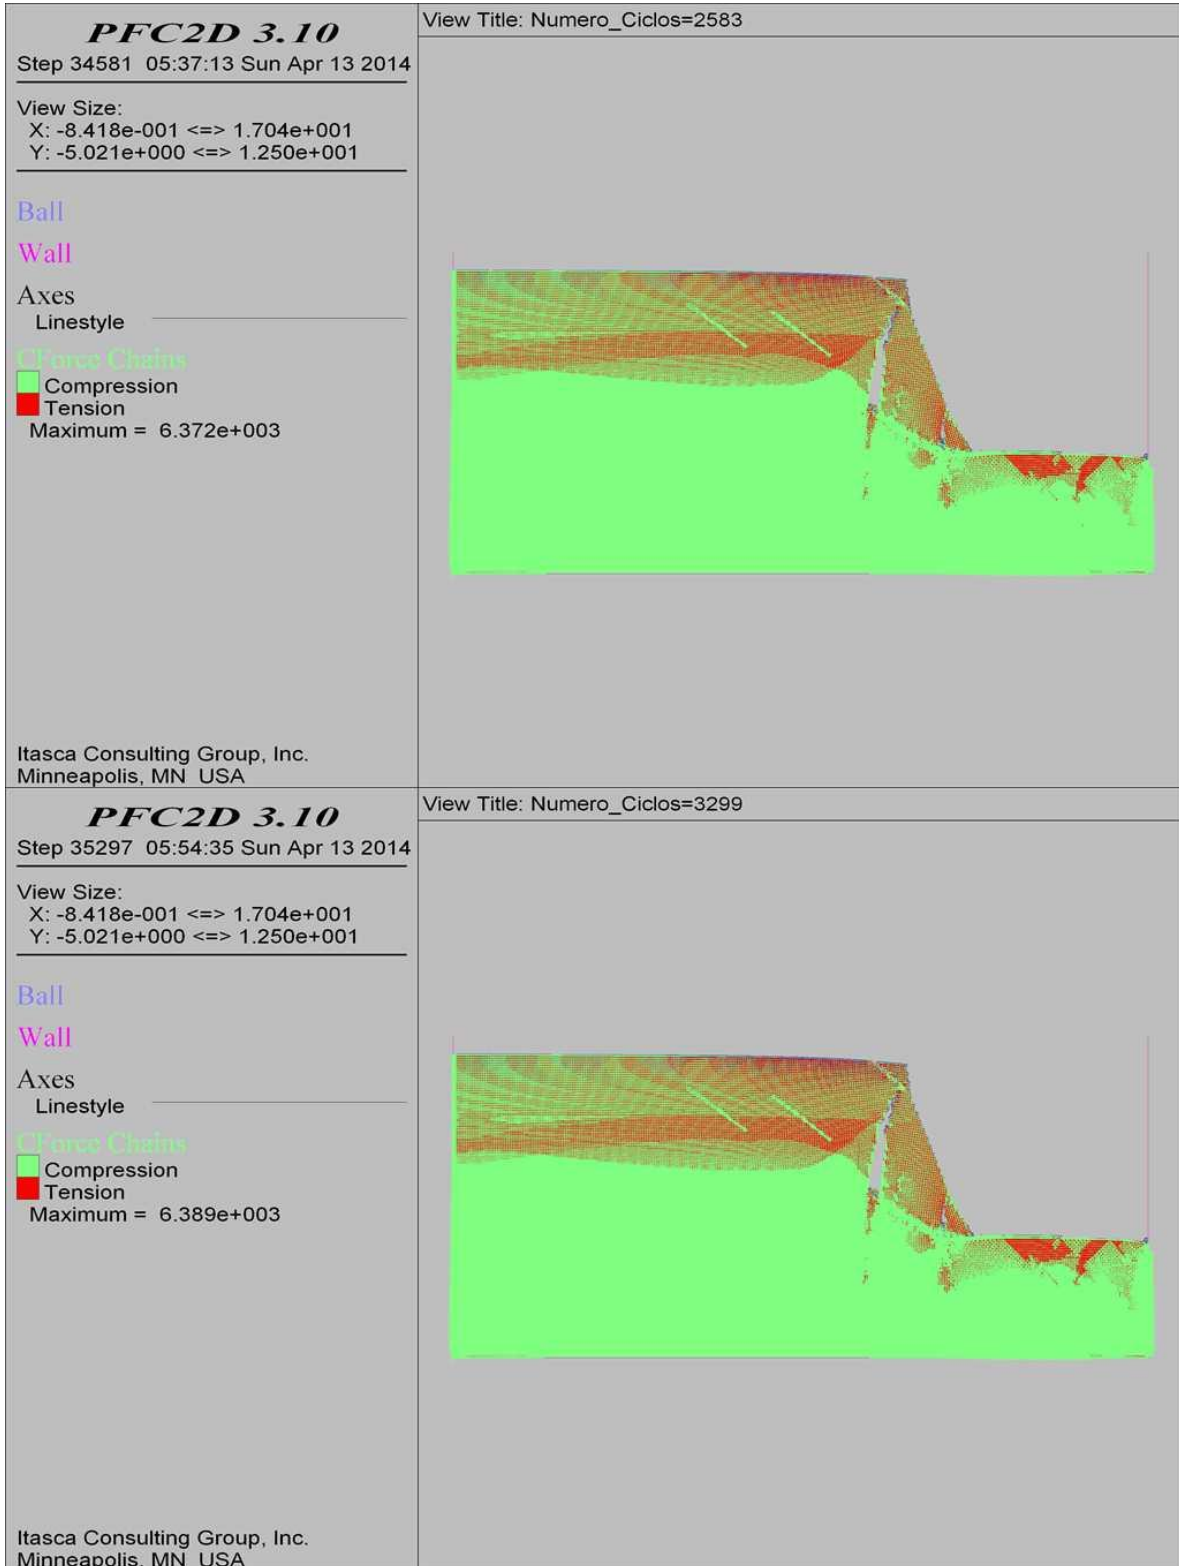 PFC2D 3.10
Step 34581 05:37:13 Sun Apr 13 2014
View Size:
X: -8.418e-001 <=> 1.704e+001
Y: -5.021e+000 <=> 1.250e+001
Ball
Wall
Axes
Linestyle
CForce Chains
Compression
Tension
Maximum = 6.372e+003
Itasca Consulting Group, Inc.
Minneapolis, MN USA
View Title: Numero_Ciclos=2583
PFC2D 3.10
Step 35297 05:54:35 Sun Apr 13 2014
View Size:
X: -8.418e-001 <=> 1.704e+001
Y: -5.021e+000 <=> 1.250e+001
Ball
Wall
Axes
Linestyle
CForce Chains
Compression
Tension
Maximum = 6.389e+003
Itasca Consulting Group, Inc.
Minneapolis, MN USA
View Title: Numero_Ciclos=3299